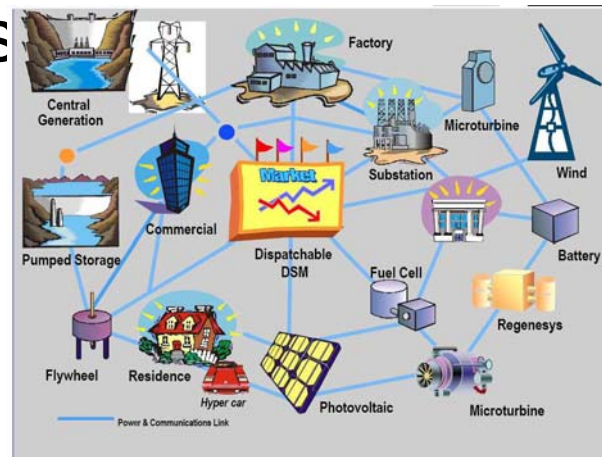 S
Factory
Central
Generation
Microturbine
Wind
Substation
Market
Commercial
Pumped Storage
Dispatchable
DSM
Battery
Fuel Cell
Regenesys
Flywheel
Residence
Hyper car
Photovoltaic
Microturbine
Power & Communications Link